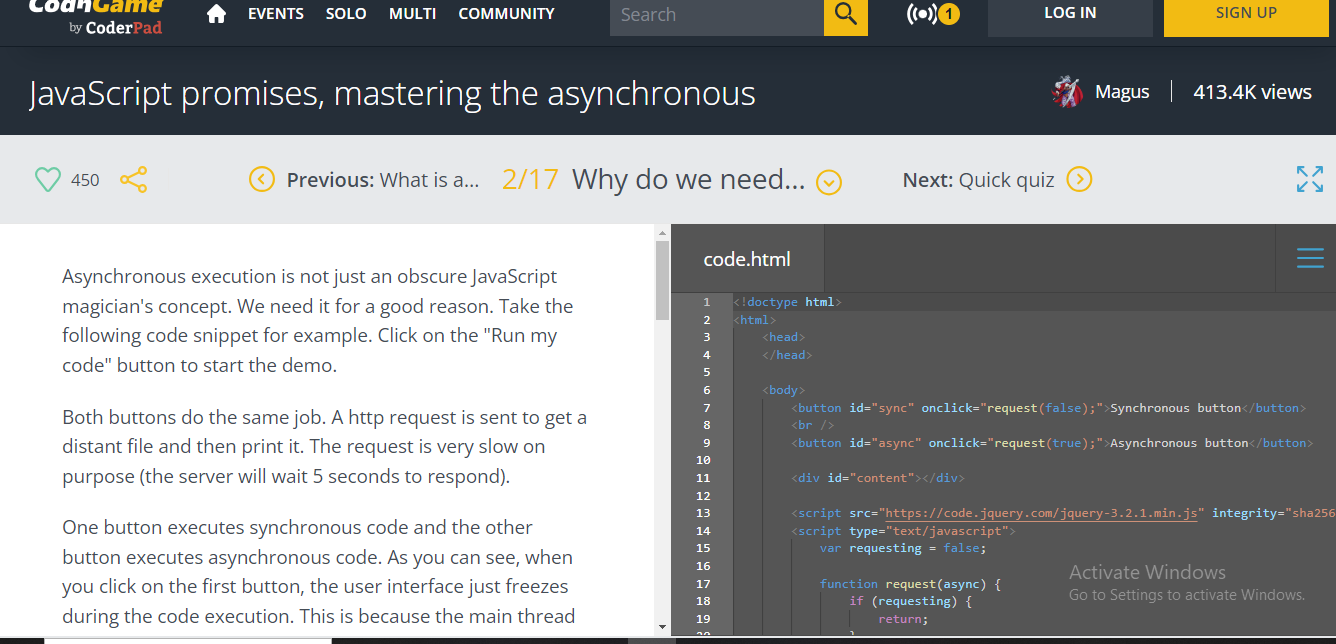 CodinGame
by CoderPad
EVENTS SOLO MULTI COMMUNITY
Search
1
LOG IN
SIGN UP
JavaScript promises, mastering the asynchronous
Magus
413.4K views
450
Previous: What is a...
2/17 Why do we need...
Next: Quick quiz
Asynchronous execution is not just an obscure JavaScript
magician's concept. We need it for a good reason. Take the
following code snippet for example. Click on the "Run my
code" button to start the demo.
Both buttons do the same job. A http request is sent to get a
distant file and then print it. The request is very slow on
purpose (the server will wait 5 seconds to respond).
One button executes synchronous code and the other
button executes asynchronous code. As you can see, when
you click on the first button, the user interface just freezes
during the code execution. This is because the main thread
code.html
1 <!doctype html>
2 <html>
3 <head>
4 </head>
5
6 <body>
7 <button id="sync" onclick="request(false);">Synchronous button</button>
8 <br />
9 <button id="async" onclick="request(true);">Asynchronous button</button>
10
11 <div id="content"></div>
12
13 <script src="https://code.jquery.com/jquery-3.2.1.min.js" integrity="sha256
14 <script type="text/javascript">
15 var requesting = false;
16
17 function request(async) {
18 if (requesting) {
19 return;
20 }
Activate Windows
Go to Settings to activate Windows.